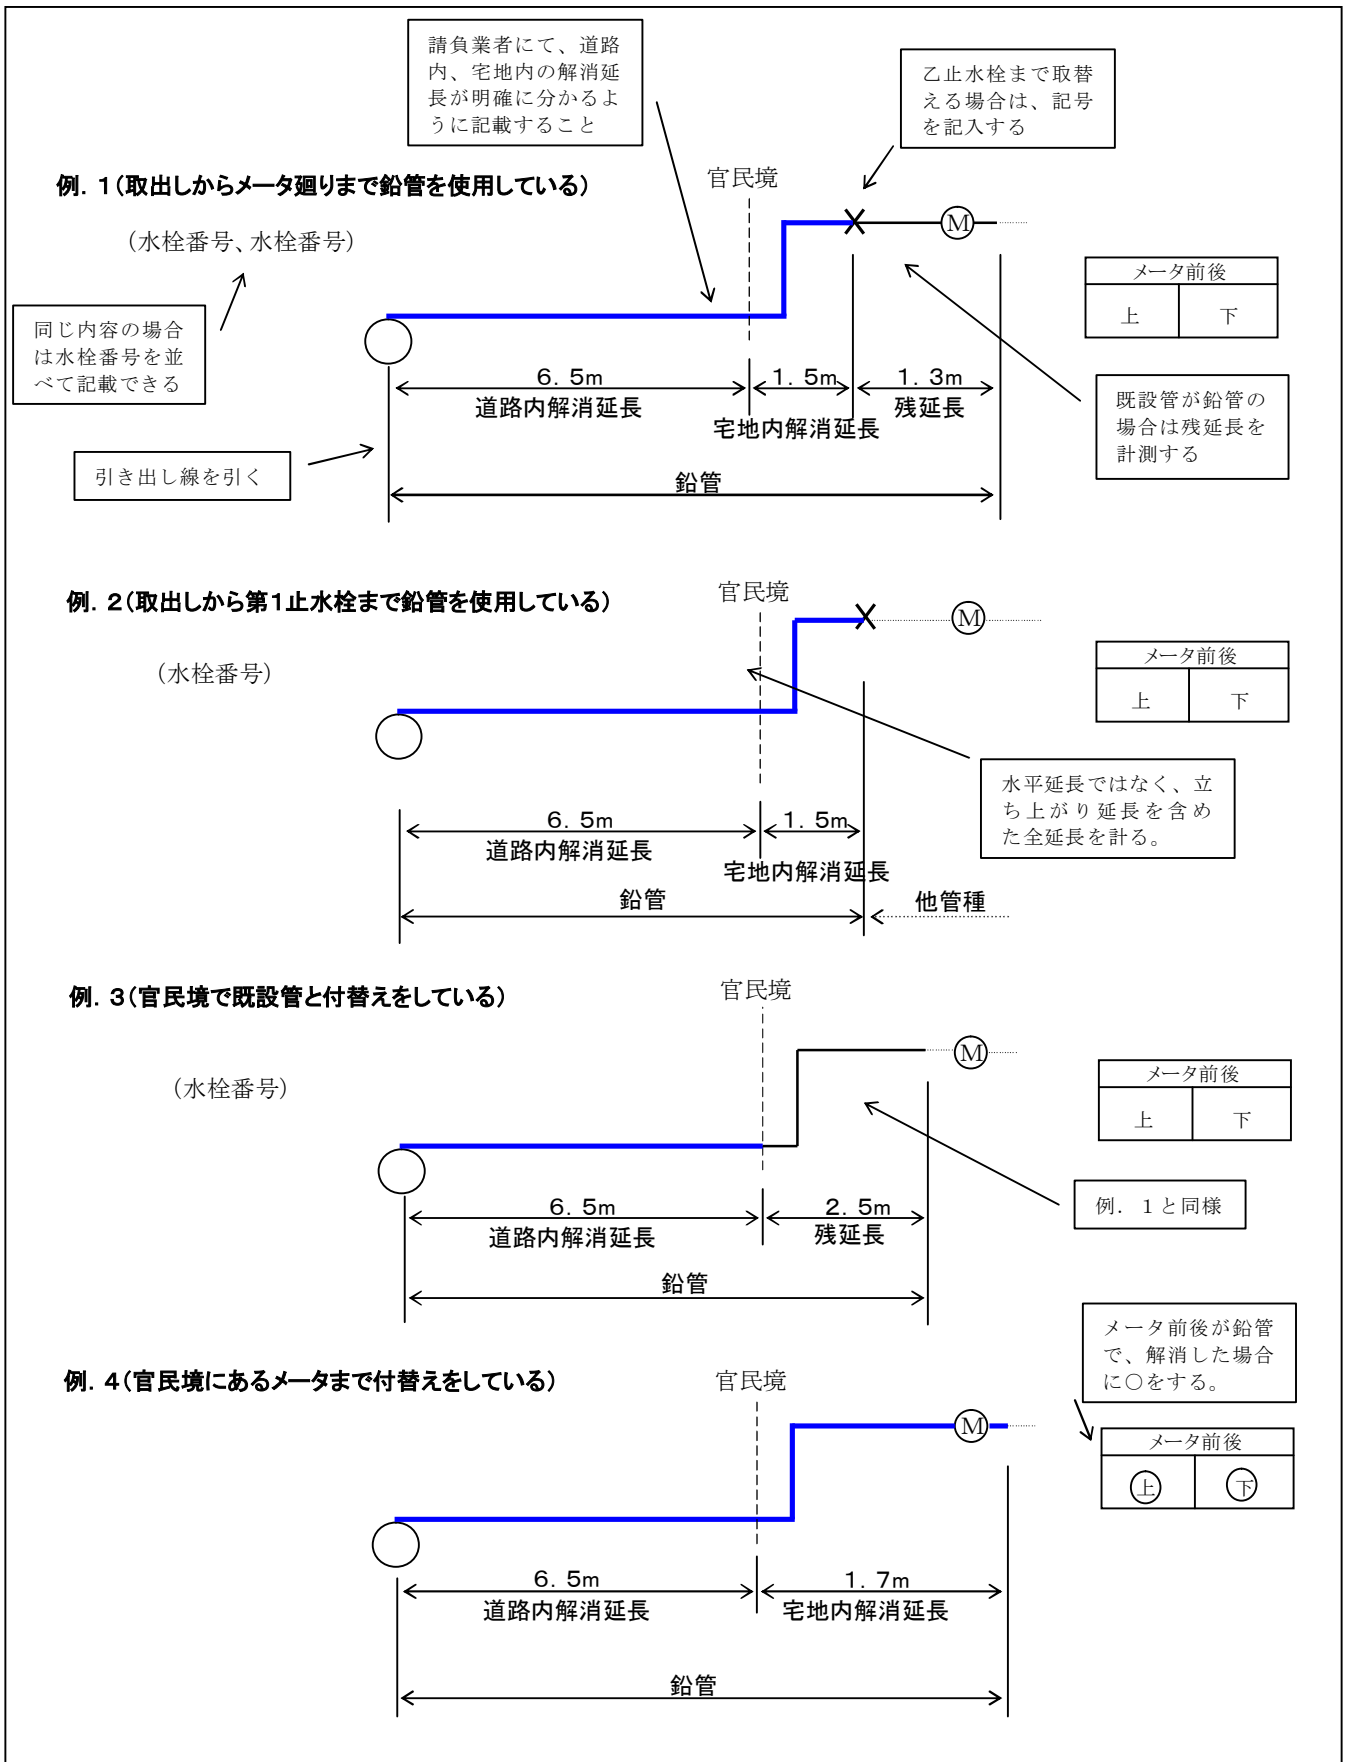 請負業者にて、道路
内、宅地内の解消延
長が明確に分かるよ
うに記載すること
乙止水栓まで取替
える場合は、記号
を記入する
例．1（取出しからメータ廻りまで鉛管を使用している）
官民境
（水栓番号、水栓番号）
M
メータ前後
上 下
同じ内容の場合
は水栓番号を並
べて記載できる
6．5m
道路内解消延長
1．5m
宅地内解消延長
1．3m
残延長
既設管が鉛管の
場合は残延長を
計測する
引き出し線を引く
鉛管
例．2（取出しから第1止水栓まで鉛管を使用している）
官民境
M
（水栓番号）
メータ前後
上 下
水平延長ではなく、立
ち上がり延長を含め
た全延長を計る。
6．5m
道路内解消延長
1．5m
宅地内解消延長
鉛管
他管種
例．3（官民境で既設管と付替えをしている）
官民境
M
（水栓番号）
メータ前後
上 下
6．5m
道路内解消延長
2．5m
残延長
例．1と同様
鉛管
メータ前後が鉛管
で、解消した場合
に○をする。
例．4（官民境にあるメータまで付替えをしている）
官民境
M
メータ前後
上 下
6．5m
道路内解消延長
1．7m
宅地内解消延長
鉛管